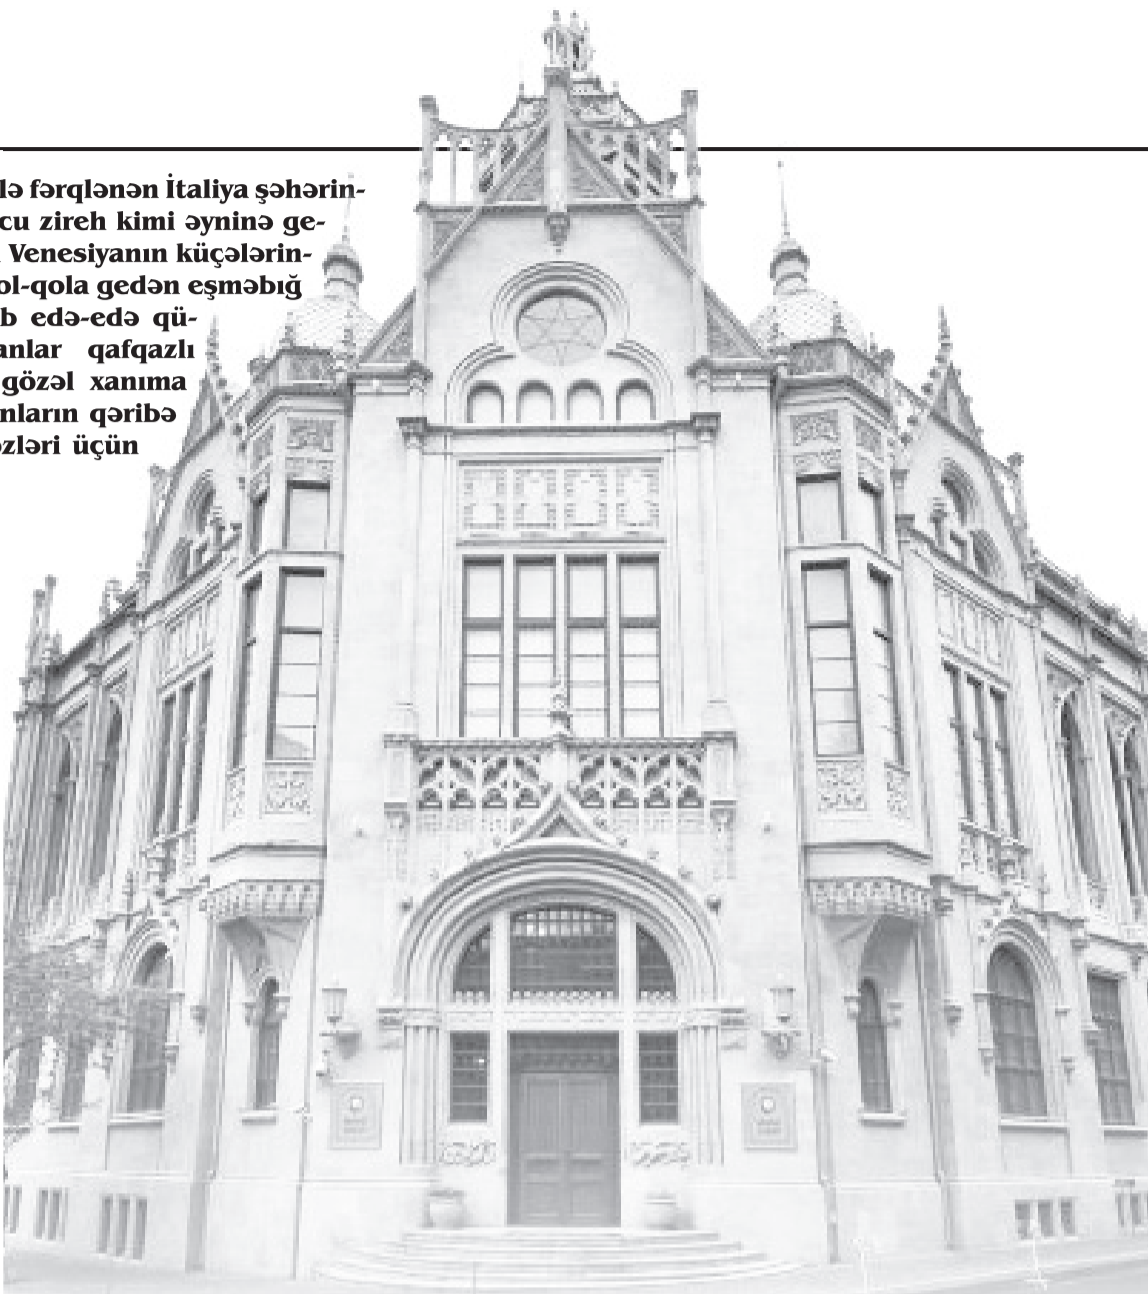 lə fərqlənən İtaliya şəhərin-
cu zireh kimi əyninə ge-
Venesiyanın küçələrin-
ol-qola gedən eşməbığ
b edə-edə qü-
anlar qafqazlı
gözəl xanıma
nların qəribə
özləri üçün